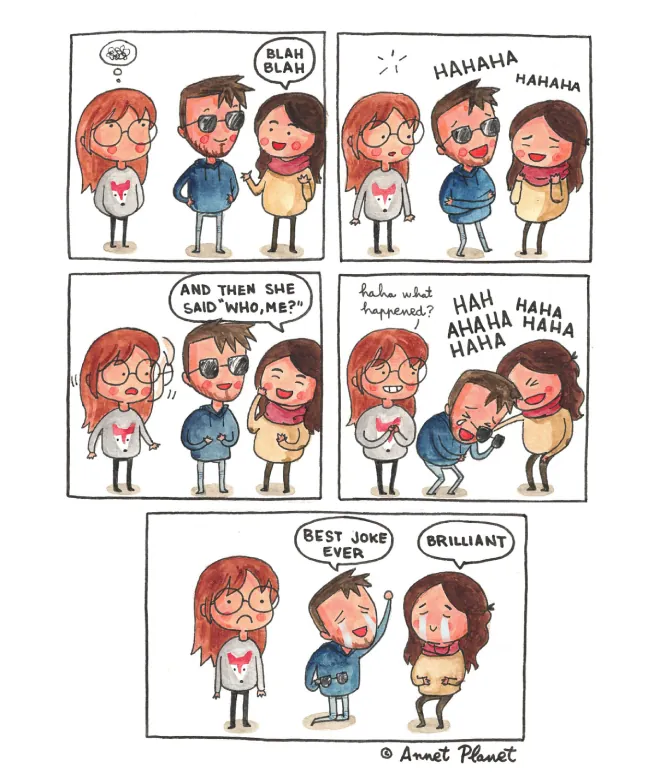 BLAH
BLAH
HAHAHA
HAHAHA
AND THEN SHE
SAID "WHO, ME?"
haha what
happened?
HAH
AHAHA
HAHA
HAHA
HAHA
BEST JOKE
EVER
BRILLIANT
© Annet Planet